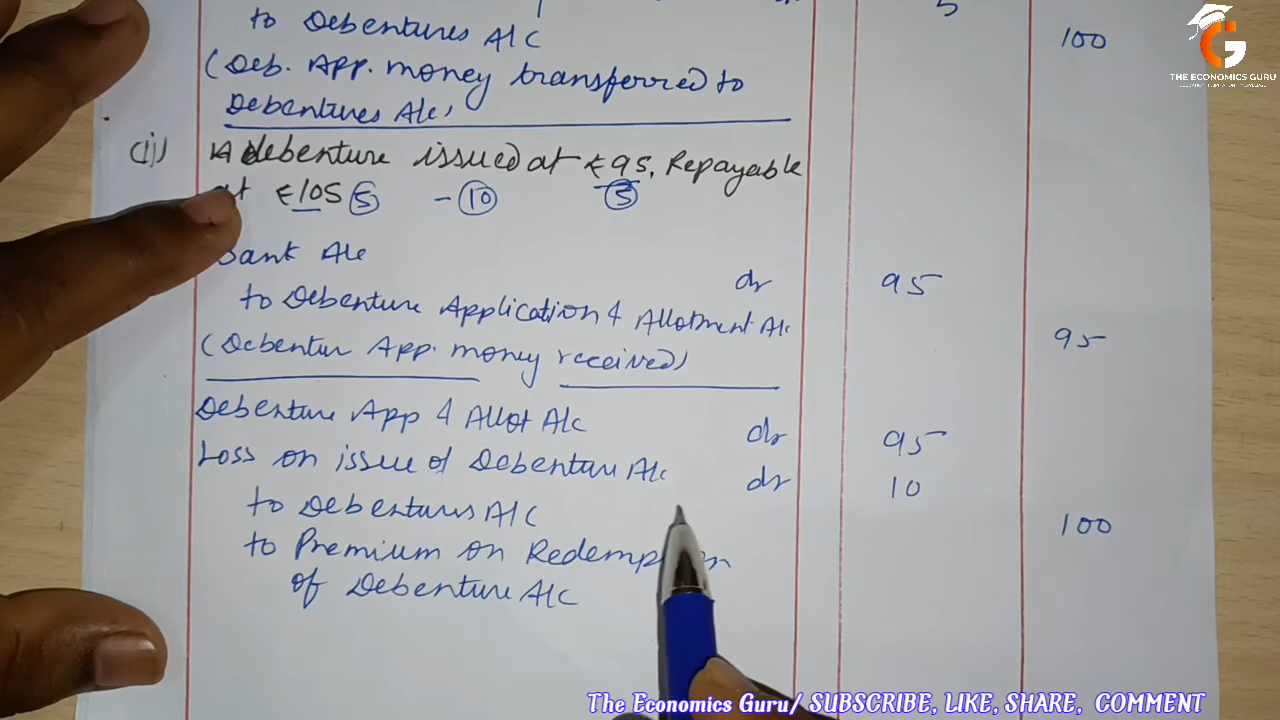 to Debentures A/c
5
100
(Deb. App. money transferred to
Debentures A/c)
(ii) A debenture issued at ₹95, Repayable
at ₹105 (5) -(10) (5)
Bank A/c dr 95
to Debenture Application & Allotment A/c 95
(Debentur App. money received)
Debenture App & Allot A/c dr 95
Loss on issue of Debenture A/c dr 10
to Debentures A/c 100
to Premium on Redemption
of Debenture A/c
G
THE ECONOMICS GURU
The Economics Guru/ SUBSCRIBE, LIKE, SHARE, COMMENT